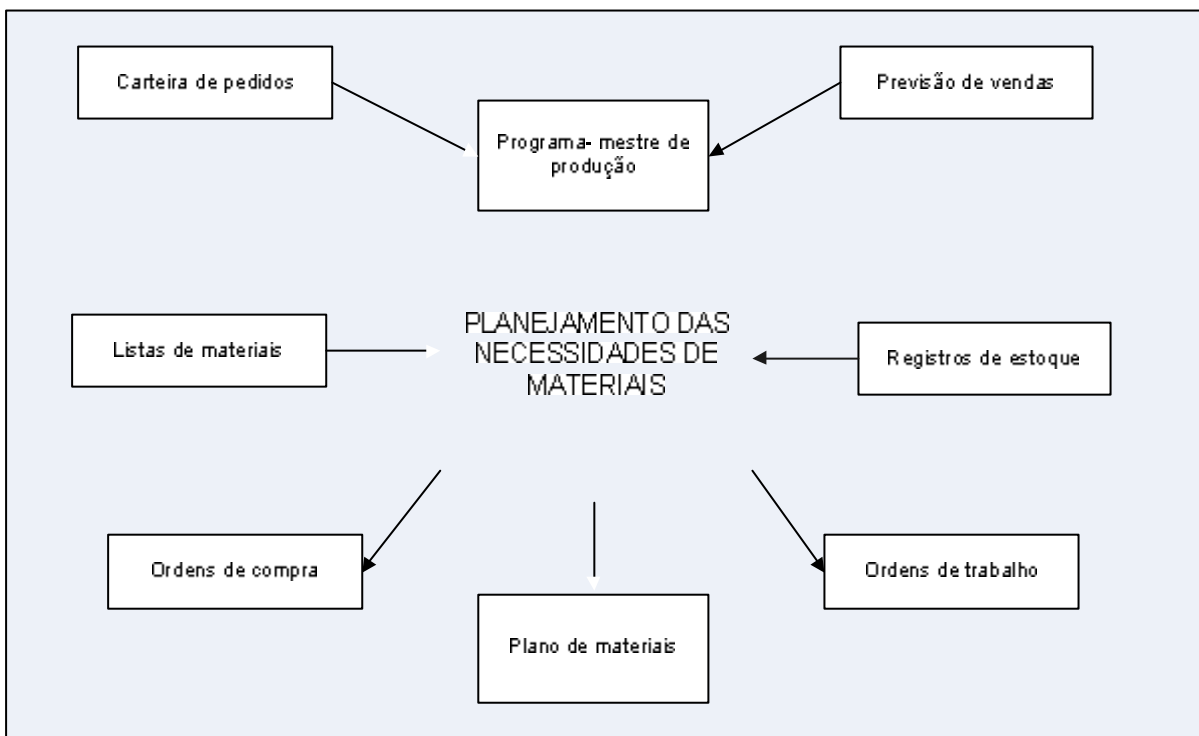 Carteira de pedidos
Previsão de vendas
Programa- mestre de
produção
Listas de materiais
PLANEJAMENTO DAS
NECESSIDADES DE
MATERIAIS
Registros de estoque
Ordens de compra
Ordens de trabalho
Plano de materiais